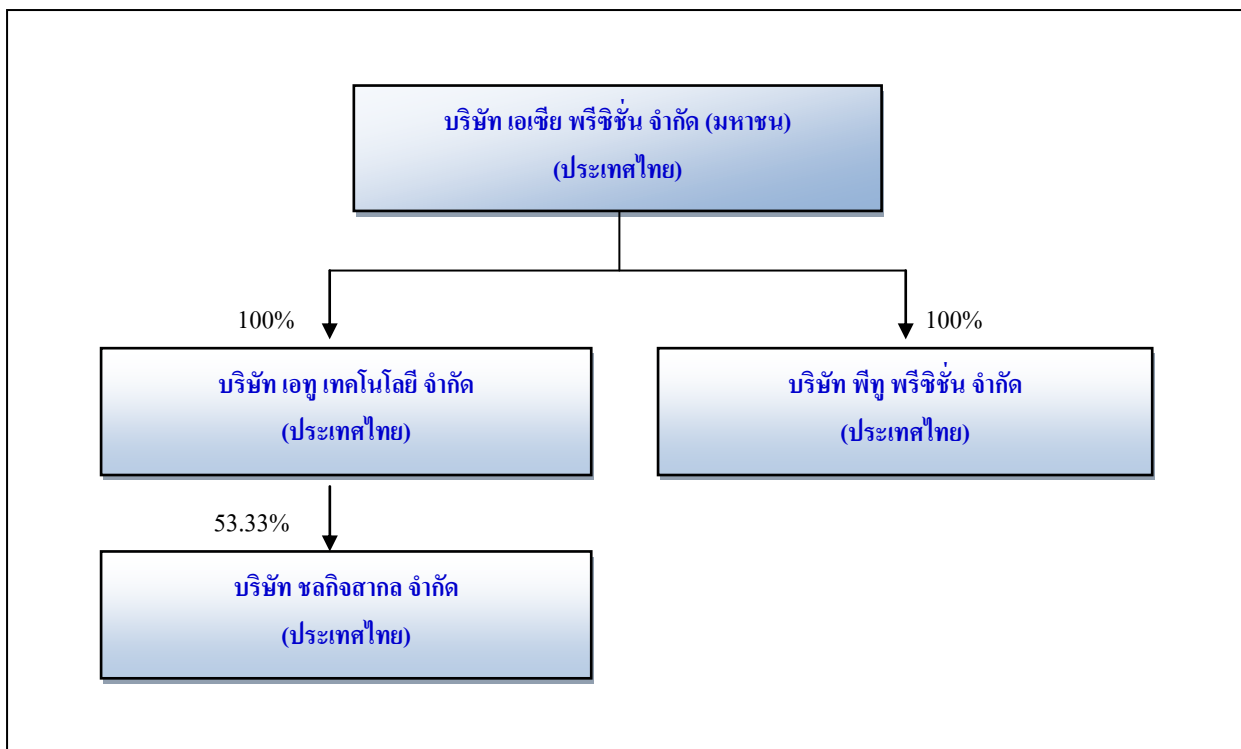 บริษัท เอเซีย พรีซิชั่น จำกัด (มหาชน)
(ประเทศไทย)
100%
100%
บริษัท เอทู เทคโนโลยี จำกัด
(ประเทศไทย)
บริษัท พีทู พรีซิชั่น จำกัด
(ประเทศไทย)
53.33%
บริษัท ชลกิจสากล จำกัด
(ประเทศไทย)